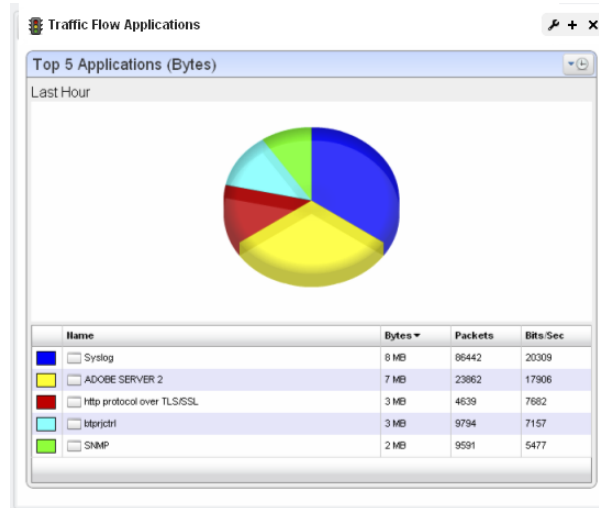 Traffic Flow Applications
Top 5 Applications (Bytes)
Last Hour
Name Bytes Packets Bits/Sec
Syslog 8 MB 86442 20309
ADOBE SERVER 2 7 MB 23862 17906
http protocol over TLS/SSL 3 MB 4639 7682
btprjctrl 3 MB 9794 7157
SNMP 2 MB 9591 5477